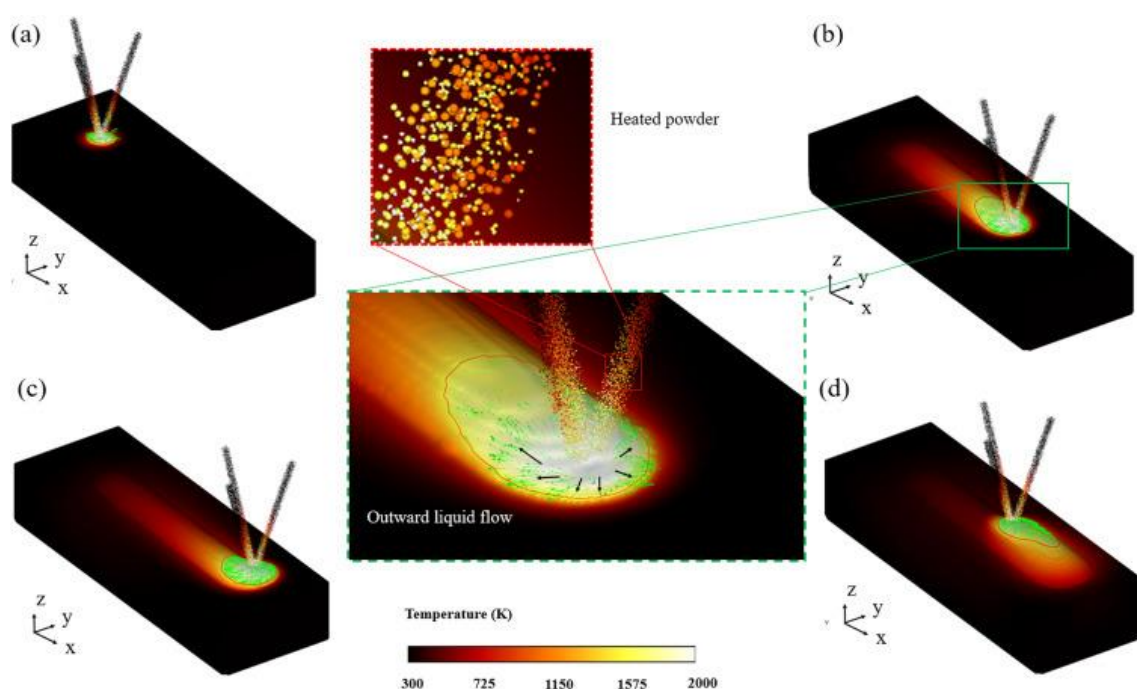 (a)
(b)
Heated powder
z
y
x
z
y
x
(c)
(d)
Outward liquid flow
z
y
x
z
y
x
Temperature (K)
300 725 1150 1575 2000